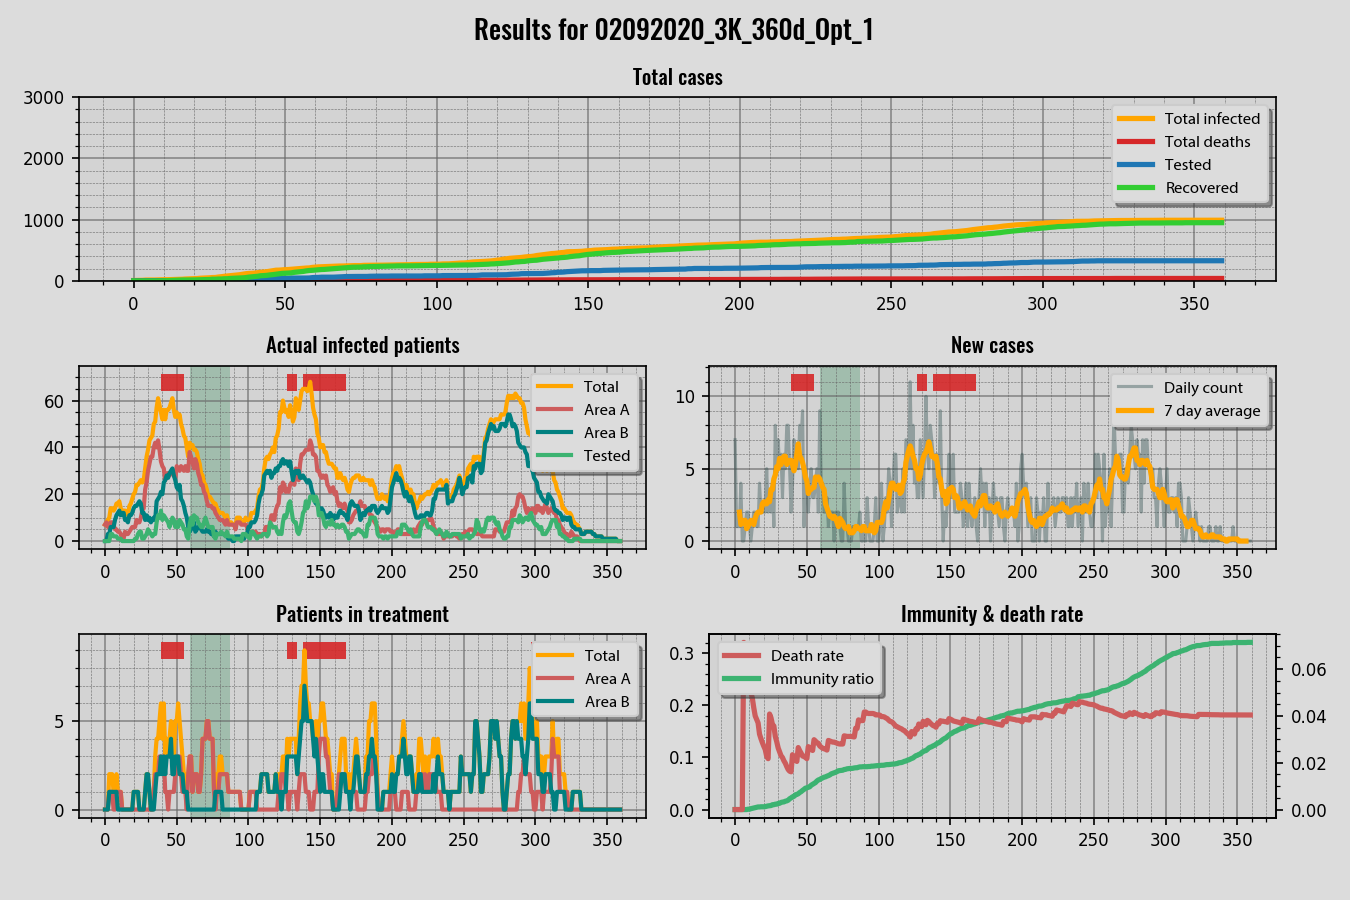 Results for 02092020_3K_360d_Opt_1
Total cases
3000
2000
1000
0
Total infected
Total deaths
Tested
Recovered
0 50 100 150 200 250 300 350
Actual infected patients
60
40
20
0
Total
Area A
Area B
Tested
0 50 100 150 200 250 300 350
New cases
10
5
0
Daily count
7 day average
0 50 100 150 200 250 300 350
Patients in treatment
5
0
Total
Area A
Area B
0 50 100 150 200 250 300 350
Immunity & death rate
0.3
0.2
0.1
0.0
Death rate
Immunity ratio
0.06
0.04
0.02
0.00
0 50 100 150 200 250 300 350